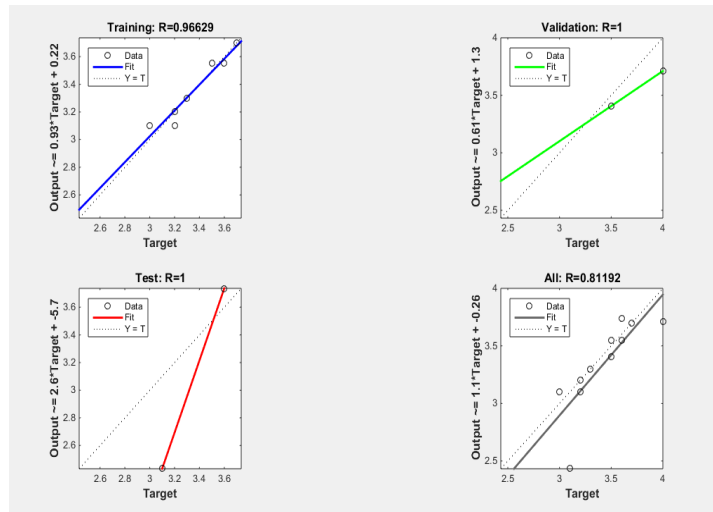 Training: R=0.96629
Output ~= 0.93*Target + 0.22
3.6
3.4
3.2
3
2.8
2.6
Data
Fit
Y = T
2.6 2.8 3 3.2 3.4 3.6
Target
Validation: R=1
Output ~= 0.61*Target + 1.3
4
3.5
3
2.5
Data
Fit
Y = T
2.5 3 3.5 4
Target
Test: R=1
Output ~= 2.6*Target + -5.7
3.6
3.4
3.2
3
2.8
2.6
Data
Fit
Y = T
2.6 2.8 3 3.2 3.4 3.6
Target
All: R=0.81192
Output ~= 1.1*Target + -0.26
4
3.5
3
2.5
Data
Fit
Y = T
2.5 3 3.5 4
Target